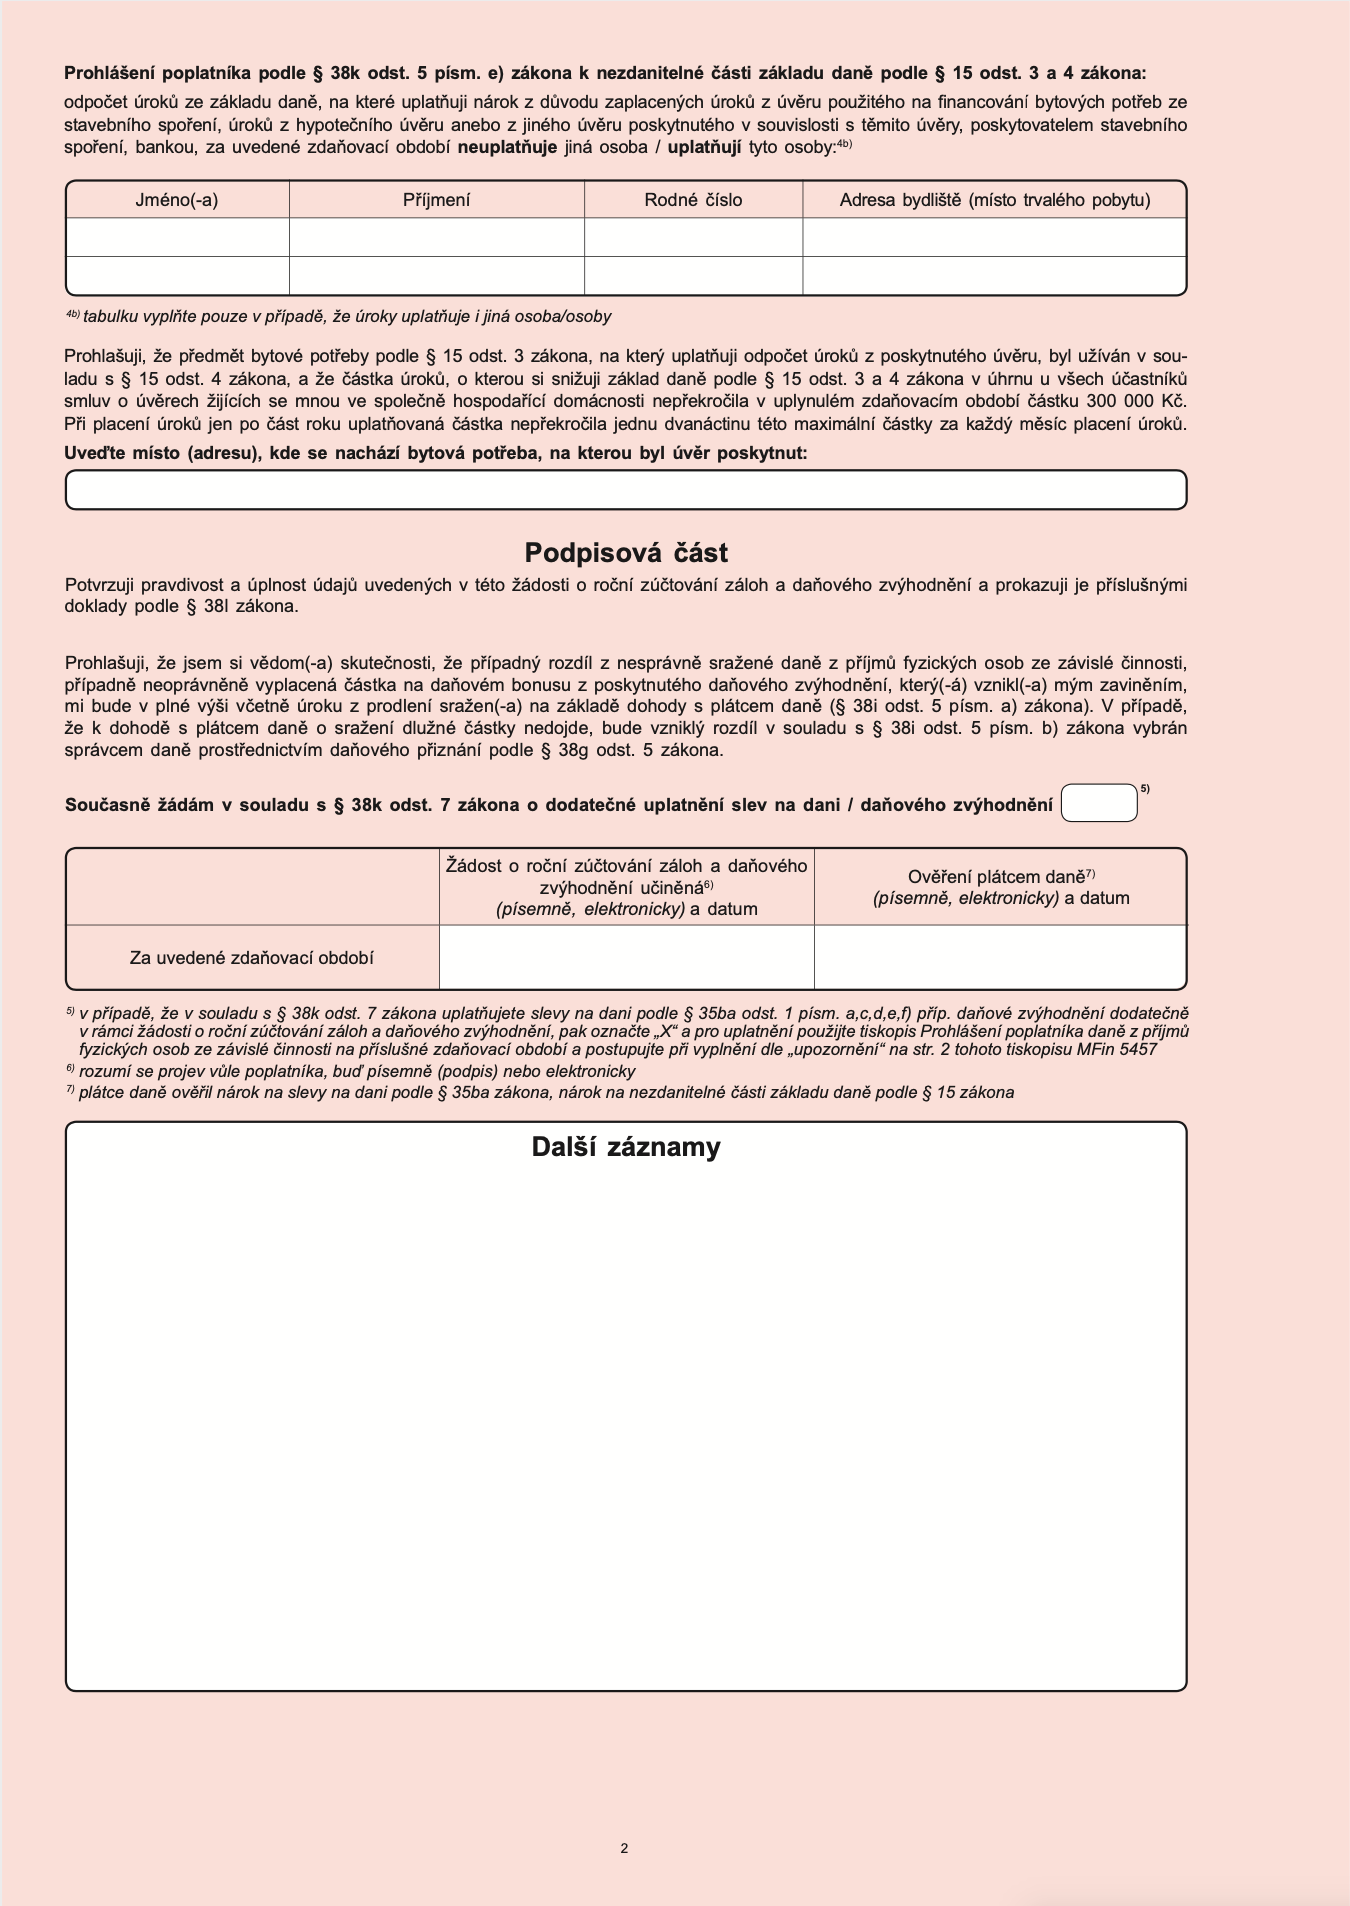 Prohlášení poplatníka podle § 38k odst. 5 písm. e) zákona k nezdanitelné části základu daně podle § 15 odst. 3 a 4 zákona:
odpočet úroků ze základu daně, na které uplatňuji nárok z důvodu zaplacených úroků z úvěru použitého na financování bytových potřeb ze
stavebního spoření, úroků z hypotečního úvěru anebo z jiného úvěru poskytnutého v souvislosti s těmito úvěry, poskytovatelem stavebního
spoření, bankou, za uvedené zdaňovací období neuplatňuje jiná osoba / uplatňují tyto osoby:4b)
Jméno(-a) Příjmení Rodné číslo Adresa bydliště (místo trvalého pobytu)
4b) tabulku vyplňte pouze v případě, že úroky uplatňuje i jiná osoba/osoby
Prohlašuji, že předmět bytové potřeby podle § 15 odst. 3 zákona, na který uplatňuji odpočet úroků z poskytnutého úvěru, byl užíván v sou-
ladu s § 15 odst. 4 zákona, a že částka úroků, o kterou si snižuji základ daně podle § 15 odst. 3 a 4 zákona v úhrnu u všech účastníků
smluv o úvěrech žijících se mnou ve společně hospodařící domácnosti nepřekročila v uplynulém zdaňovacím období částku 300 000 Kč.
Při placení úroků jen po část roku uplatňovaná částka nepřekročila jednu dvanáctinu této maximální částky za každý měsíc placení úroků.
Uveďte místo (adresu), kde se nachází bytová potřeba, na kterou byl úvěr poskytnut:
Podpisová část
Potvrzuji pravdivost a úplnost údajů uvedených v této žádosti o roční zúčtování záloh a daňového zvýhodnění a prokazuji je příslušnými
doklady podle § 38l zákona.
Prohlašuji, že jsem si vědom(-a) skutečnosti, že případný rozdíl z nesprávně sražené daně z příjmů fyzických osob ze závislé činnosti,
případně neoprávněně vyplacená částka na daňovém bonusu z poskytnutého daňového zvýhodnění, který(-á) vznikl(-a) mým zaviněním,
mi bude v plné výši včetně úroku z prodlení sražen(-a) na základě dohody s plátcem daně (§ 38i odst. 5 písm. a) zákona). V případě,
že k dohodě s plátcem daně o sražení dlužné částky nedojde, bude vzniklý rozdíl v souladu s § 38i odst. 5 písm. b) zákona vybrán
správcem daně prostřednictvím daňového přiznání podle § 38g odst. 5 zákona.
Současně žádám v souladu s § 38k odst. 7 zákona o dodatečné uplatnění slev na dani / daňového zvýhodnění 5)
Žádost o roční zúčtování záloh a daňového
zvýhodnění učiněná6)
(písemně, elektronicky) a datum
Ověření plátcem daně7)
(písemně, elektronicky) a datum
Za uvedené zdaňovací období
5) v případě, že v souladu s § 38k odst. 7 zákona uplatňujete slevy na dani podle § 35ba odst. 1 písm. a,c,d,e,f) příp. daňové zvýhodnění dodatečně
v rámci žádosti o roční zúčtování záloh a daňového zvýhodnění, pak označte „X“ a pro uplatnění použijte tiskopis Prohlášení poplatníka daně z příjmů
fyzických osob ze závislé činnosti na příslušné zdaňovací období a postupujte při vyplnění dle „upozornění“ na str. 2 tohoto tiskopisu MFin 5457
6) rozumí se projev vůle poplatníka, buď písemně (podpis) nebo elektronicky
7) plátce daně ověřil nárok na slevy na dani podle § 35ba zákona, nárok na nezdanitelné části základu daně podle § 15 zákona
Další záznamy
2